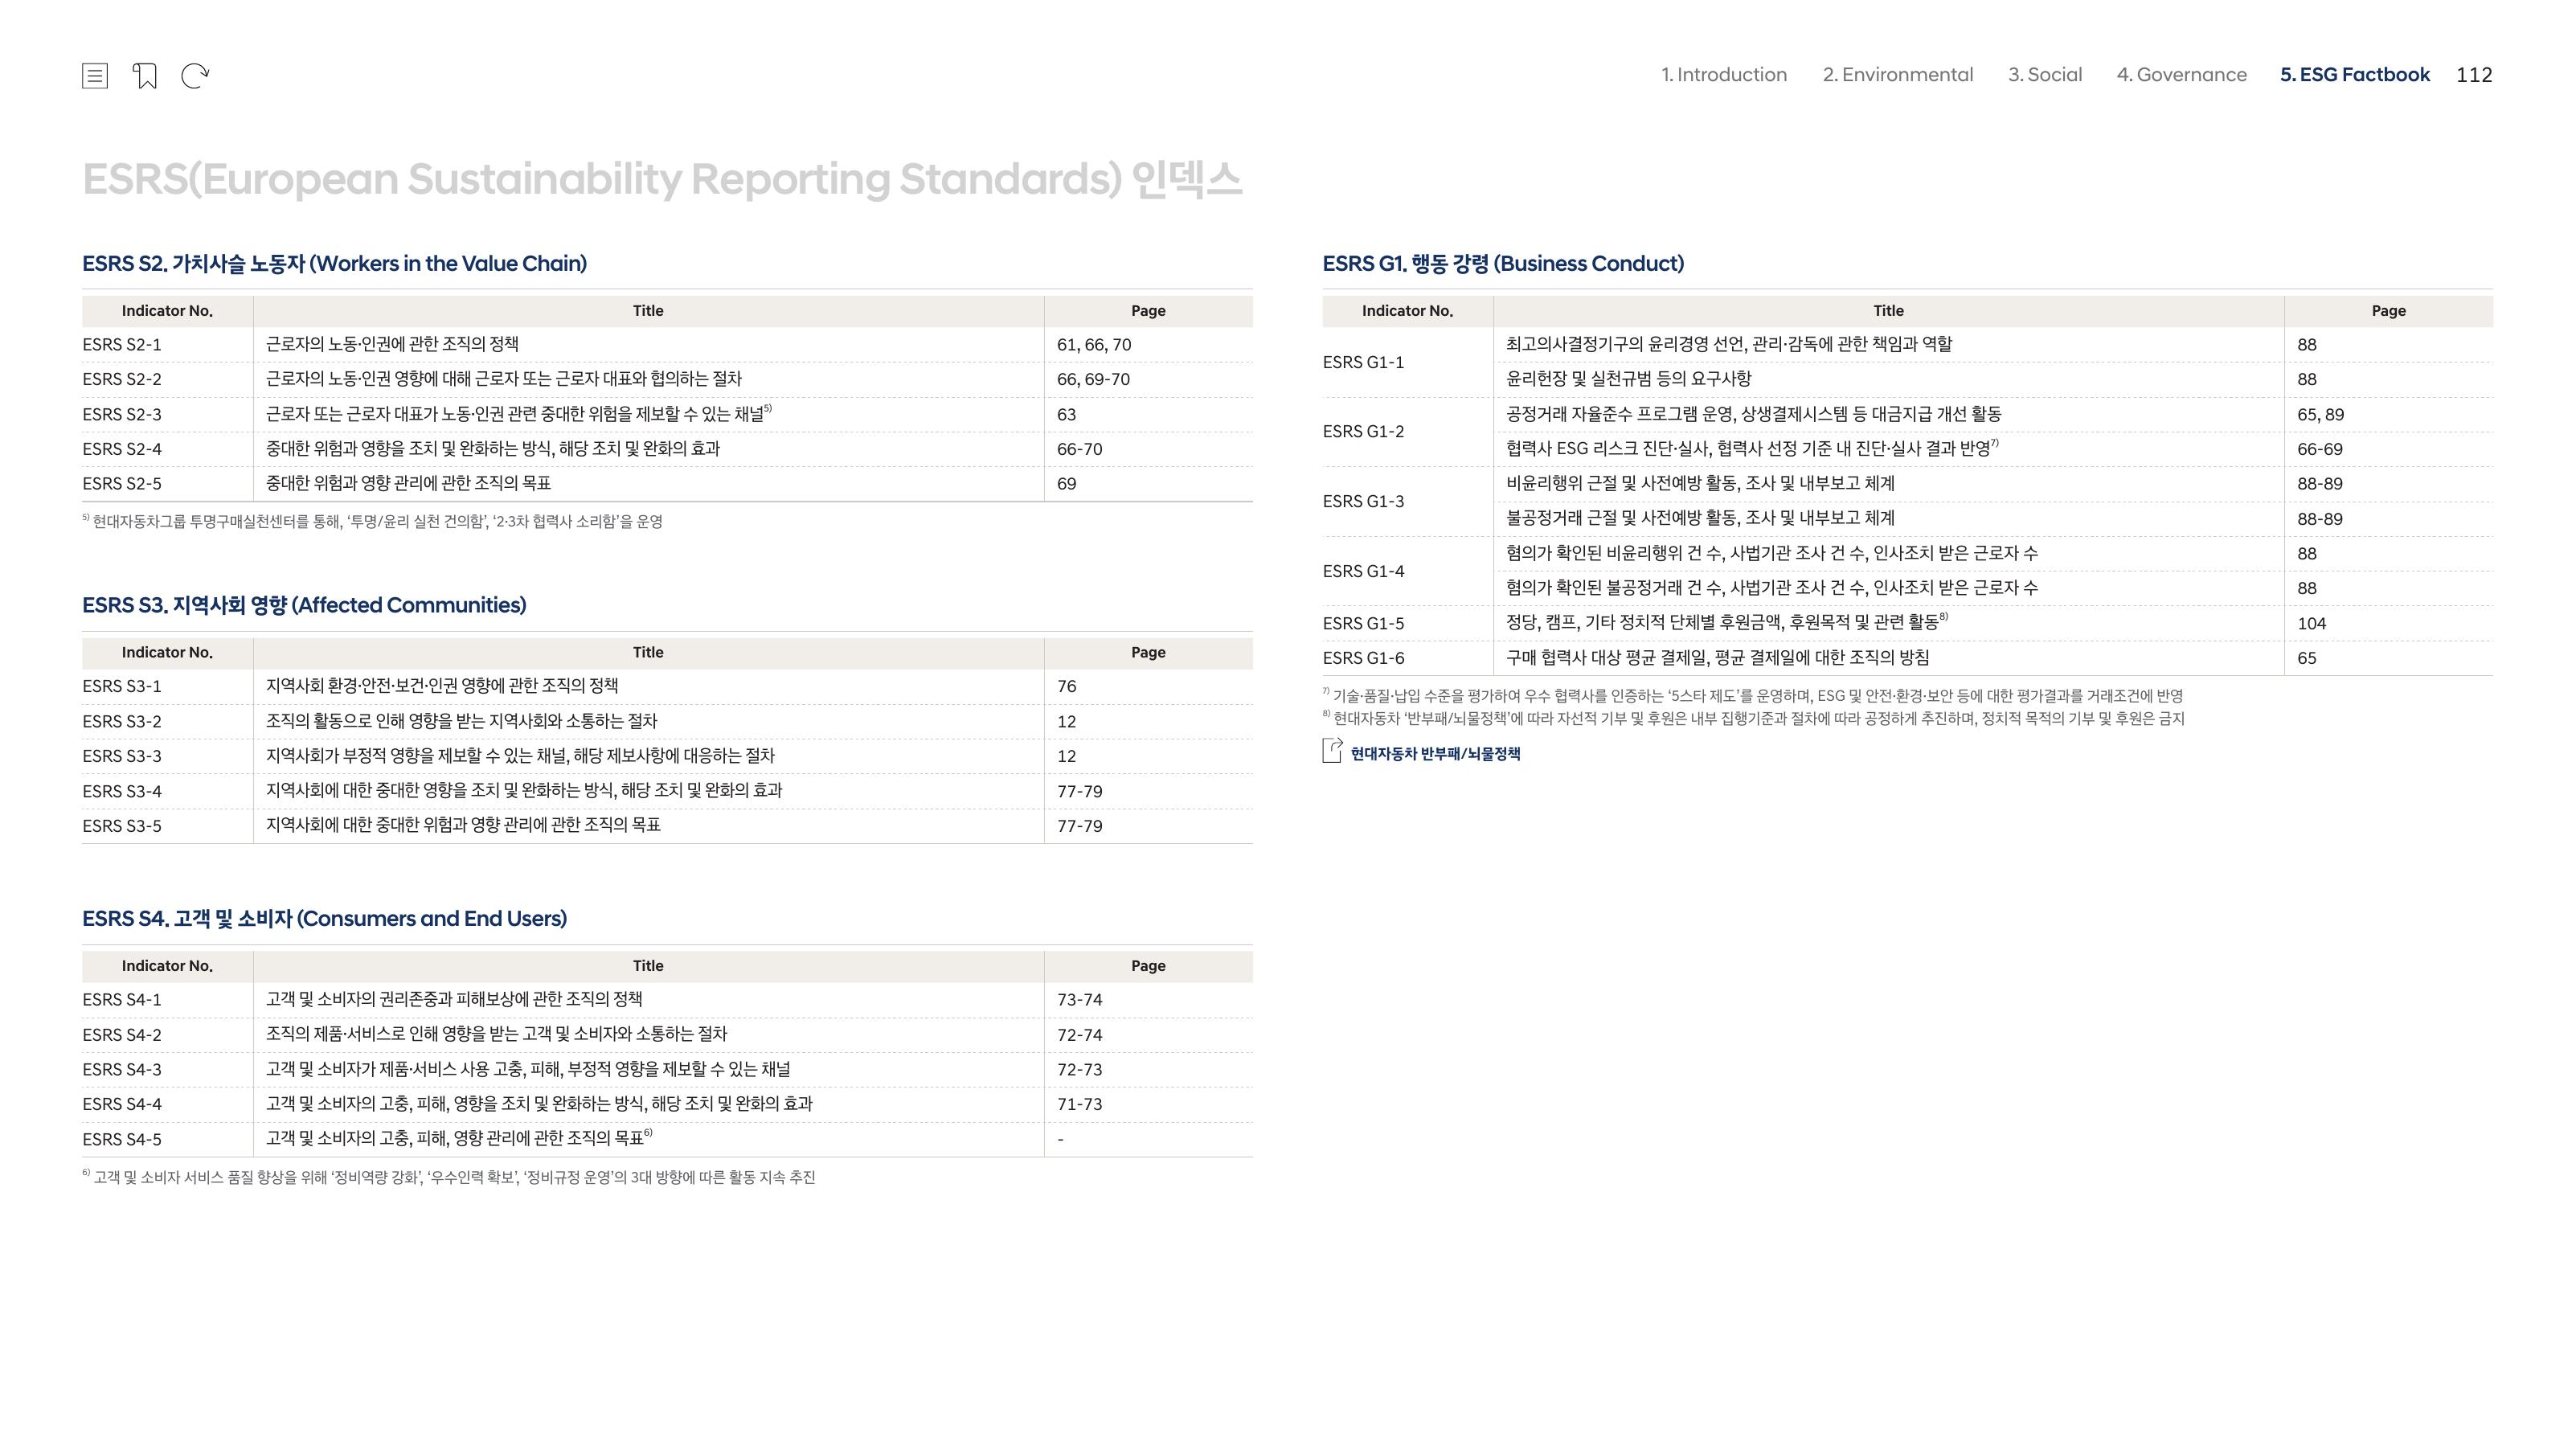 1. Introduction 2. Environmental 3. Social 4. Governance 5. ESG Factbook 112
ESRS(European Sustainability Reporting Standards) 인덱스
ESRS S2. 가치사슬 노동자 (Workers in the Value Chain)
Indicator No. Title Page
ESRS S2-1 근로자의 노동·인권에 관한 조직의 정책 61, 66, 70
ESRS S2-2 근로자의 노동·인권 영향에 대해 근로자 또는 근로자 대표와 협의하는 절차 66, 69-70
ESRS S2-3 근로자 또는 근로자 대표가 노동·인권 관련 중대한 위험을 제보할 수 있는 채널5) 63
ESRS S2-4 중대한 위험과 영향을 조치 및 완화하는 방식, 해당 조치 및 완화의 효과 66-70
ESRS S2-5 중대한 위험과 영향 관리에 관한 조직의 목표 69
5) 현대자동차그룹 투명구매실천센터를 통해, ‘투명/윤리 실천 건의함’, ‘2·3차 협력사 소리함’을 운영
ESRS S3. 지역사회 영향 (Affected Communities)
Indicator No. Title Page
ESRS S3-1 지역사회 환경·안전·보건·인권 영향에 관한 조직의 정책 76
ESRS S3-2 조직의 활동으로 인해 영향을 받는 지역사회와 소통하는 절차 12
ESRS S3-3 지역사회가 부정적 영향을 제보할 수 있는 채널, 해당 제보사항에 대응하는 절차 12
ESRS S3-4 지역사회에 대한 중대한 영향을 조치 및 완화하는 방식, 해당 조치 및 완화의 효과 77-79
ESRS S3-5 지역사회에 대한 중대한 위험과 영향 관리에 관한 조직의 목표 77-79
ESRS S4. 고객 및 소비자 (Consumers and End Users)
Indicator No. Title Page
ESRS S4-1 고객 및 소비자의 권리존중과 피해보상에 관한 조직의 정책 73-74
ESRS S4-2 조직의 제품·서비스로 인해 영향을 받는 고객 및 소비자와 소통하는 절차 72-74
ESRS S4-3 고객 및 소비자가 제품·서비스 사용 고충, 피해, 부정적 영향을 제보할 수 있는 채널 72-73
ESRS S4-4 고객 및 소비자의 고충, 피해, 영향을 조치 및 완화하는 방식, 해당 조치 및 완화의 효과 71-73
ESRS S4-5 고객 및 소비자의 고충, 피해, 영향 관리에 관한 조직의 목표6) -
6) 고객 및 소비자 서비스 품질 향상을 위해 ‘정비역량 강화’, ‘우수인력 확보’, ‘정비규정 운영’의 3대 방향에 따른 활동 지속 추진
ESRS G1. 행동 강령 (Business Conduct)
Indicator No. Title Page
ESRS G1-1 최고의사결정기구의 윤리경영 선언, 관리·감독에 관한 책임과 역할 88
윤리헌장 및 실천규범 등의 요구사항 88
ESRS G1-2 공정거래 자율준수 프로그램 운영, 상생결제시스템 등 대금지급 개선 활동 65, 89
협력사 ESG 리스크 진단·실사, 협력사 선정 기준 내 진단·실사 결과 반영7) 66-69
ESRS G1-3 비윤리행위 근절 및 사전예방 활동, 조사 및 내부보고 체계 88-89
불공정거래 근절 및 사전예방 활동, 조사 및 내부보고 체계 88-89
ESRS G1-4 혐의가 확인된 비윤리행위 건 수, 사법기관 조사 건 수, 인사조치 받은 근로자 수 88
혐의가 확인된 불공정거래 건 수, 사법기관 조사 건 수, 인사조치 받은 근로자 수 88
ESRS G1-5 정당, 캠프, 기타 정치적 단체별 후원금액, 후원목적 및 관련 활동8) 104
ESRS G1-6 구매 협력사 대상 평균 결제일, 평균 결제일에 대한 조직의 방침 65
7) 기술·품질·납입 수준을 평가하여 우수 협력사를 인증하는 ‘5스타 제도’를 운영하며, ESG 및 안전·환경·보안 등에 대한 평가결과를 거래조건에 반영
8) 현대자동차 ‘반부패/뇌물정책’에 따라 자선적 기부 및 후원은 내부 집행기준과 절차에 따라 공정하게 추진하며, 정치적 목적의 기부 및 후원은 금지
현대자동차 반부패/뇌물정책